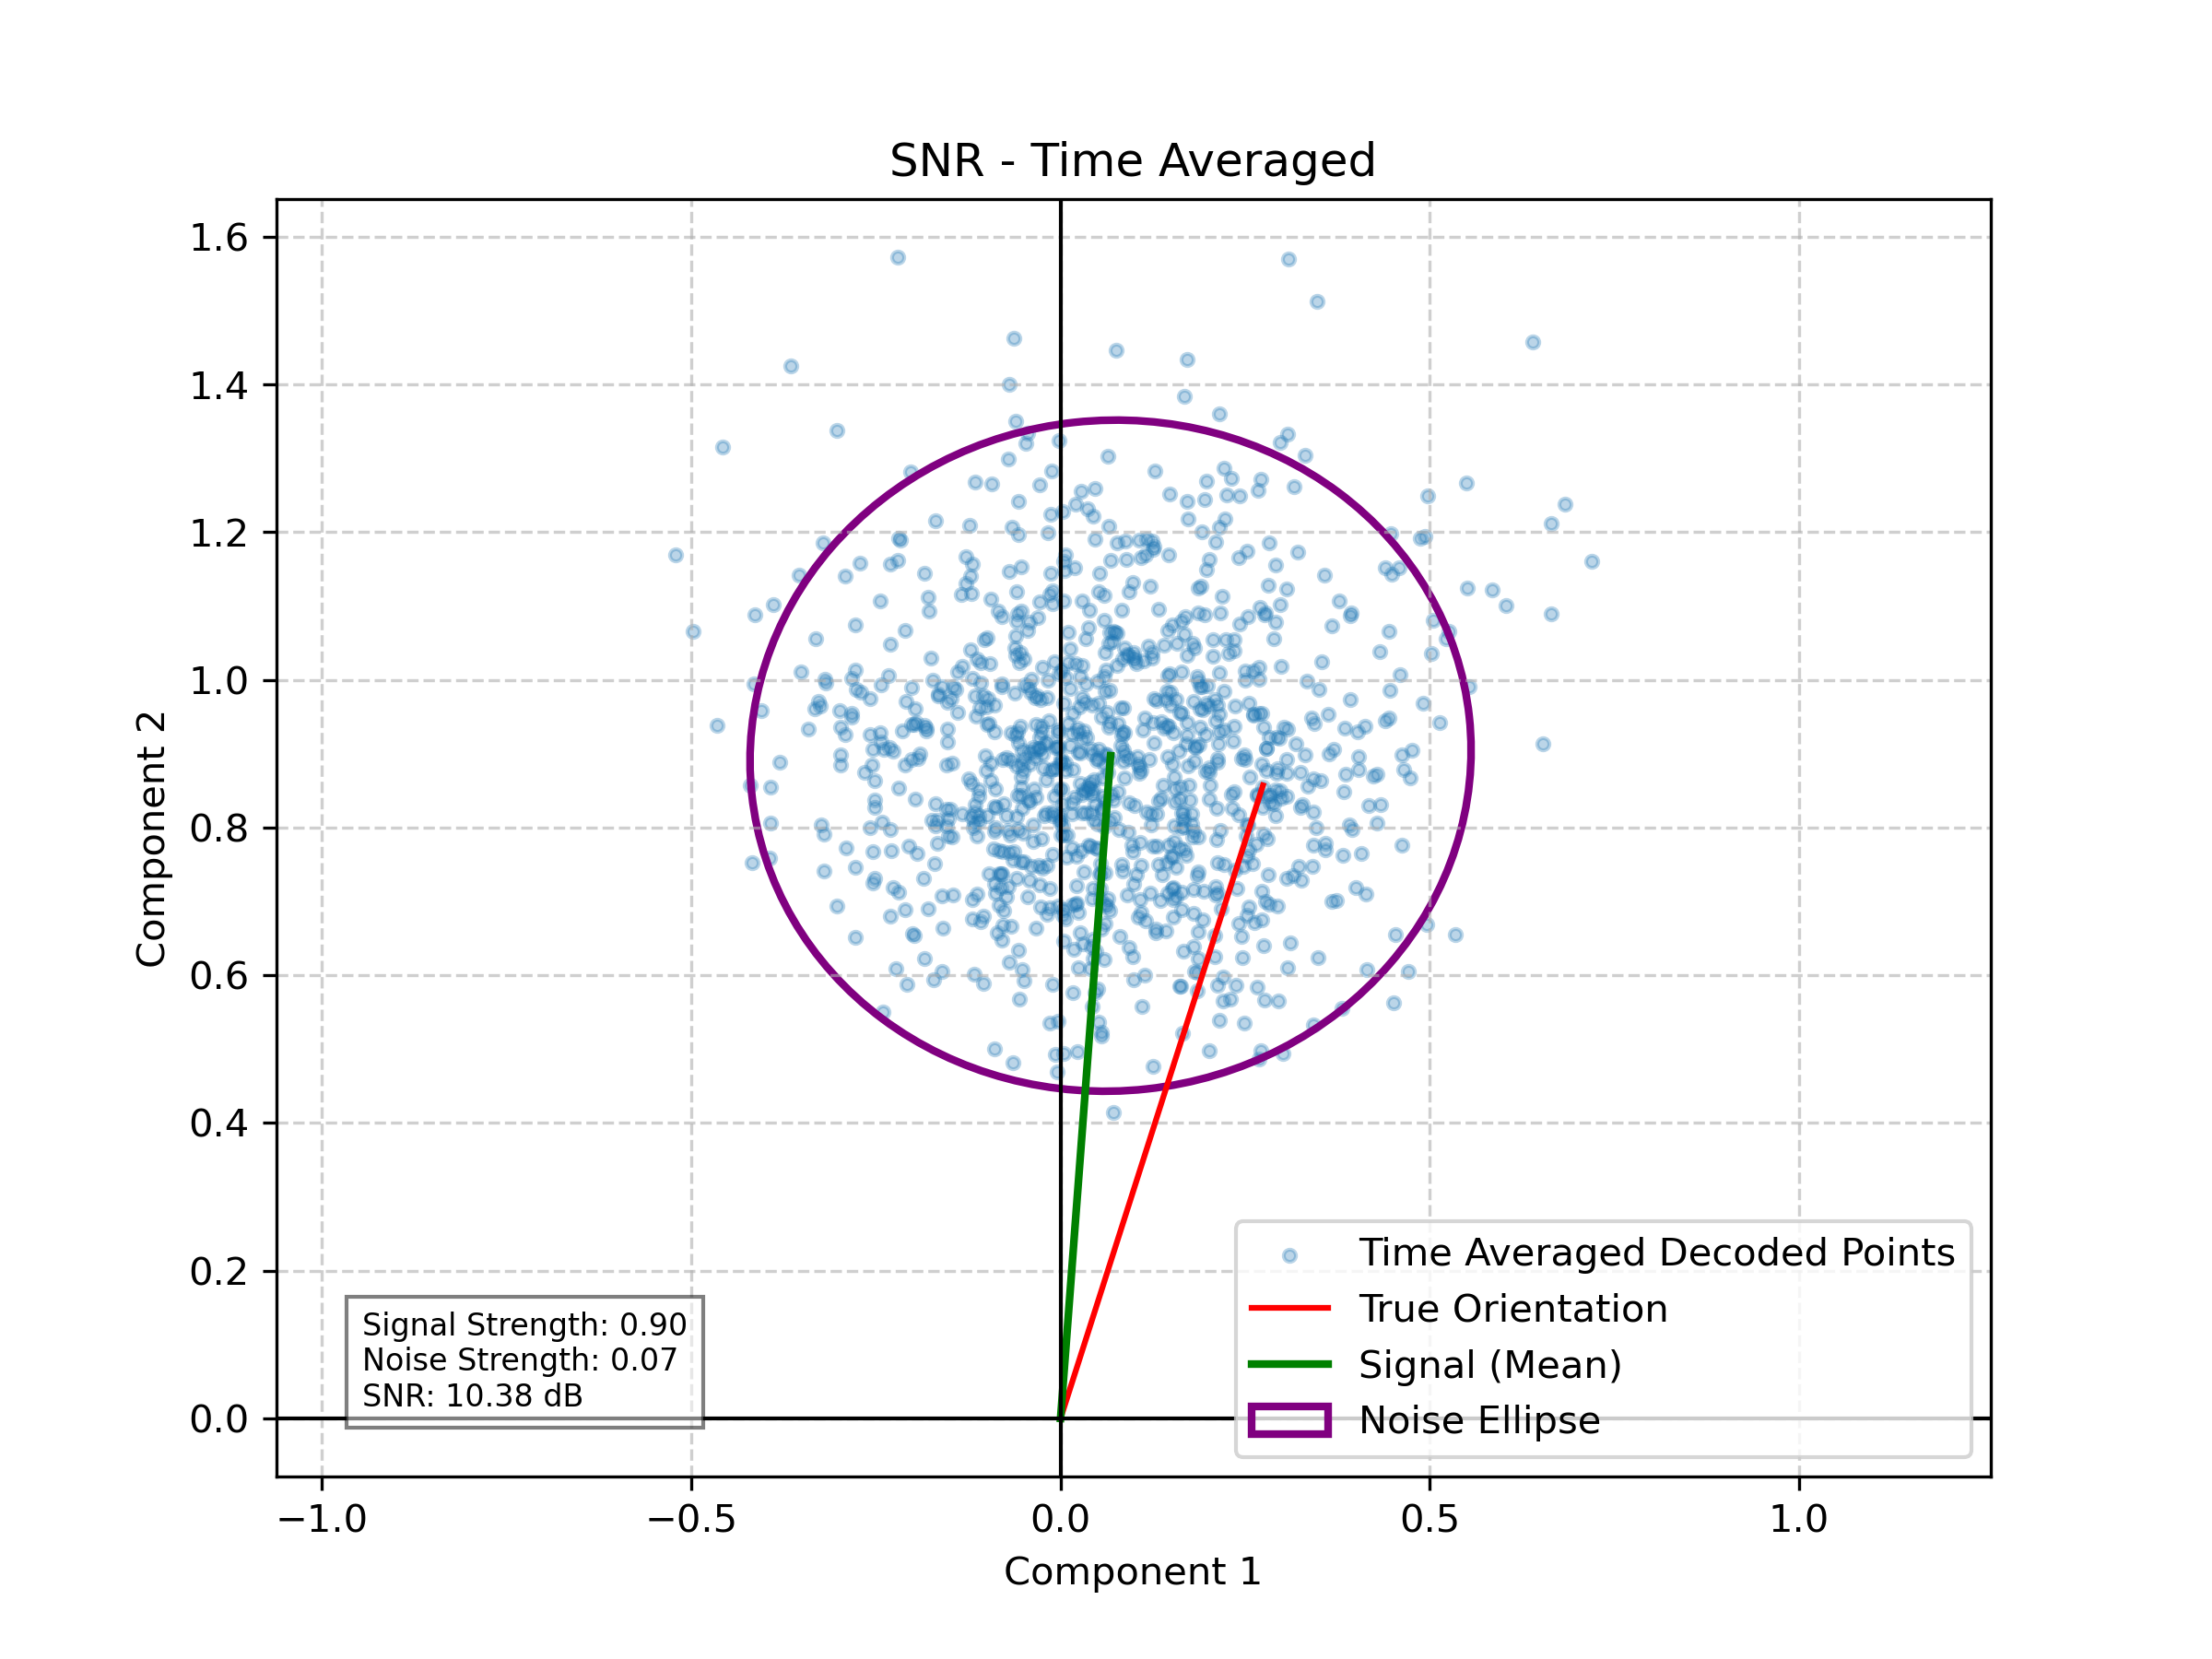 SNR - Time Averaged
1.6
1.4
1.2
1.0
0.8
0.6
0.4
0.2
0.0
Component 2
Signal Strength: 0.90
Noise Strength: 0.07
SNR: 10.38 dB
Time Averaged Decoded Points
True Orientation
Signal (Mean)
Noise Ellipse
−1.0
−0.5
0.0
0.5
1.0
Component 1